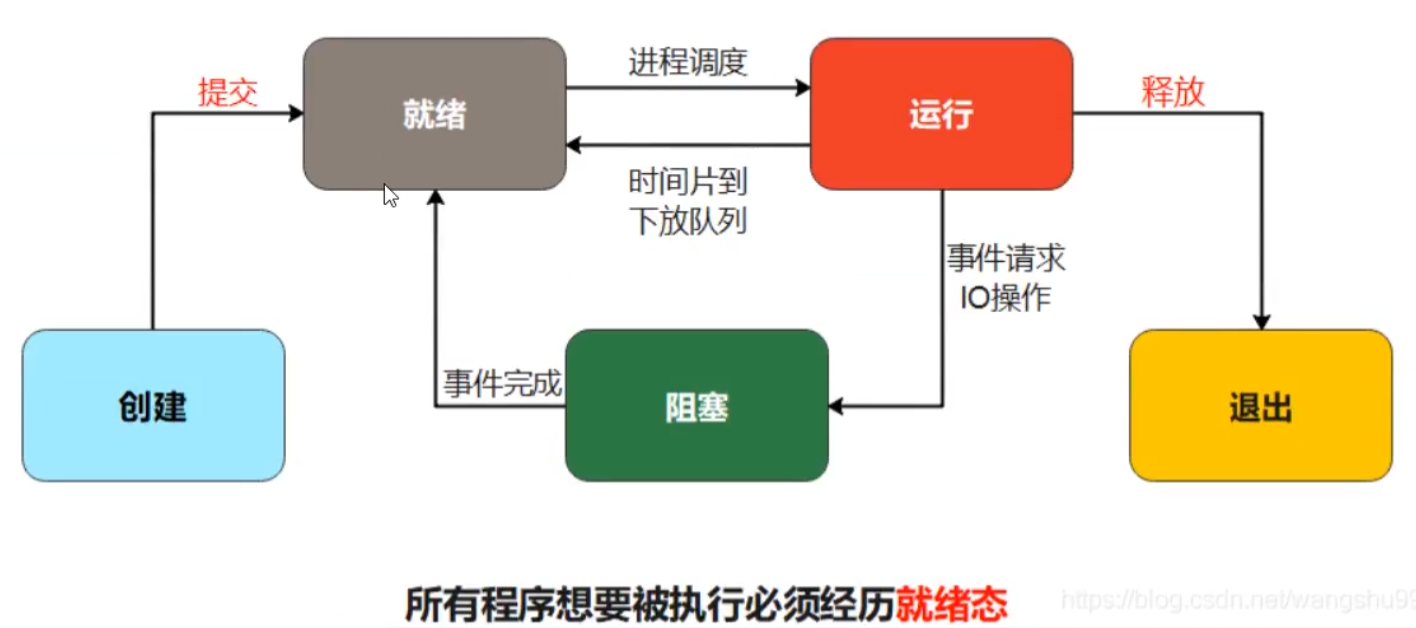 提交
就绪
进程调度
运行
释放
时间片到
下放队列
事件请求
IO操作
创建
事件完成
阻塞
退出
所有程序想要被执行必须经历就绪态
https://blog.csdn.net/wangshu99